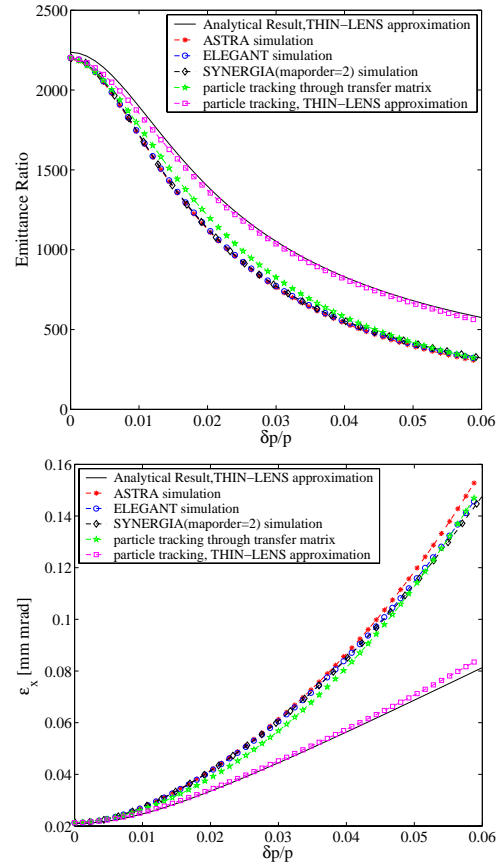 Analytical Result, THIN−LENS approximation
ASTRA simulation
ELEGANT simulation
SYNERGIA(maporder=2) simulation
particle tracking through transfer matrix
particle tracking, THIN−LENS approximation
2500
2000
1500
1000
500
0
Emittance Ratio
0 0.01 0.02 0.03 0.04 0.05 0.06
δp/p
Analytical Result,THIN−LENS approximation
ASTRA simulation
ELEGANT simulation
SYNERGIA(maporder=2) simulation
particle tracking through transfer matrix
particle tracking, THIN−LENS approximation
0.16
0.14
0.12
0.1
0.08
0.06
0.04
0.02
εx [mm mrad]
0 0.01 0.02 0.03 0.04 0.05 0.06
δp/p